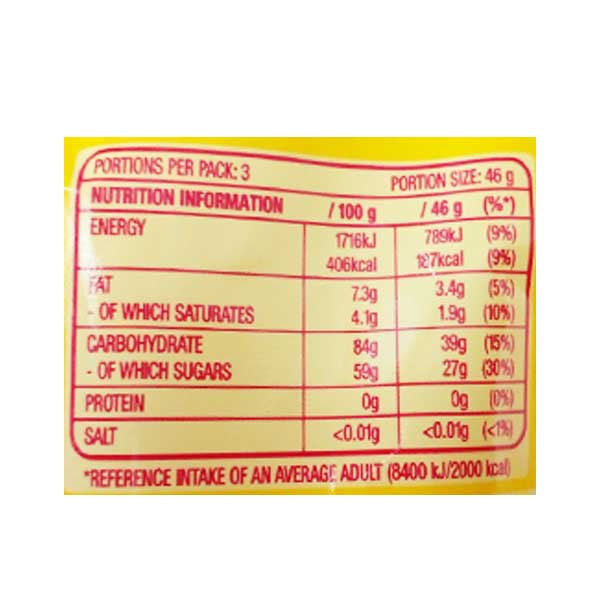 PORTIONS PER PACK: 3 PORTION SIZE: 46 g
NUTRITION INFORMATION / 100 g / 46 g (%*)
ENERGY 1716kJ 789kJ (9%)
406kcal 187kcal (9%)
FAT 7.3g 3.4g (5%)
- OF WHICH SATURATES 4.1g 1.9g (10%)
CARBOHYDRATE 84g 39g (15%)
- OF WHICH SUGARS 59g 27g (30%)
PROTEIN 0g 0g (0%)
SALT <0.01g <0.01g (<1%)
*REFERENCE INTAKE OF AN AVERAGE ADULT (8400 kJ/2000 kcal)